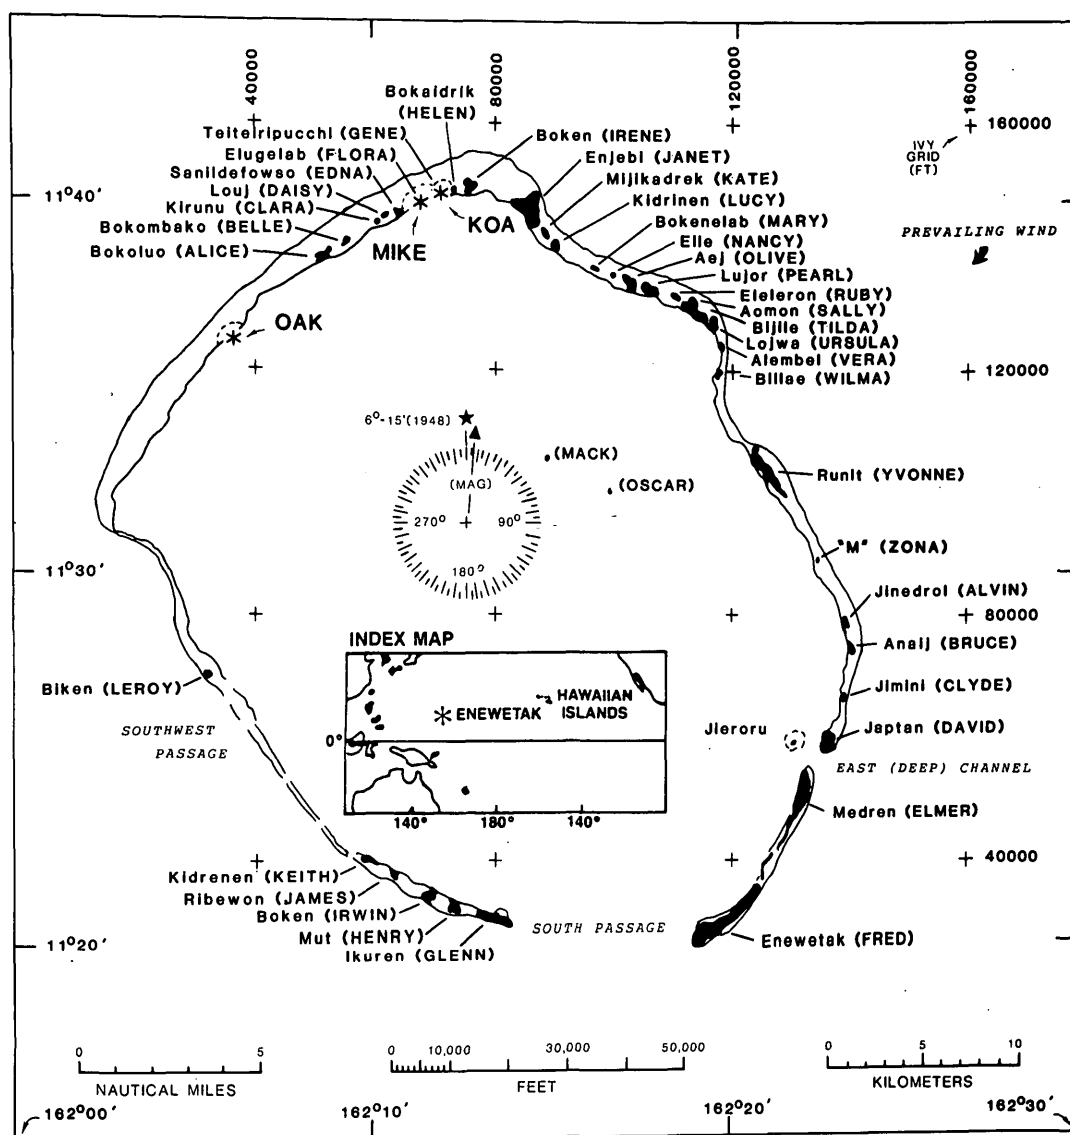 40000
80000
120000
160000
160000
IVY
GRID
(FT)
Bokaidrik
(HELEN)
Teiteiripucchi (GENE)
Elugelab (FLORA)
Sanildefowso (EDNA)
Louj (DAISY)
Kirunu (CLARA)
Bokombako (BELLE)
Bokoluo (ALICE)
Boken (IRENE)
Enjebi (JANET)
Mijikadrek (KATE)
Kidrinen (LUCY)
Bokenelab (MARY)
Elle (NANCY)
Aej (OLIVE)
Lujor (PEARL)
Eleleron (RUBY)
Aomon (SALLY)
Bijile (TILDA)
Lojwa (URSULA)
Alembel (VERA)
Billae (WILMA)
11°40'
MIKE
KOA
OAK
PREVAILING WIND
120000
6°-15'(1948)
(MAG)
270°
90°
180°
(MACK)
(OSCAR)
Runit (YVONNE)
"M" (ZONA)
11°30'
Jinedrol (ALVIN)
80000
Anaij (BRUCE)
Jimini (CLYDE)
Japtan (DAVID)
Jieroru
EAST (DEEP) CHANNEL
Medren (ELMER)
INDEX MAP
ENEWETAK
HAWAIIAN
ISLANDS
0°
140°
180°
140°
Biken (LEROY)
SOUTHWEST
PASSAGE
40000
Kidrenen (KEITH)
Ribewon (JAMES)
Boken (IRWIN)
Mut (HENRY)
Ikuren (GLENN)
SOUTH PASSAGE
Enewetak (FRED)
11°20'
0
5
NAUTICAL MILES
0
10,000
30,000
50,000
FEET
0
5
10
KILOMETERS
162°00'
162°10'
162°20'
162°30'